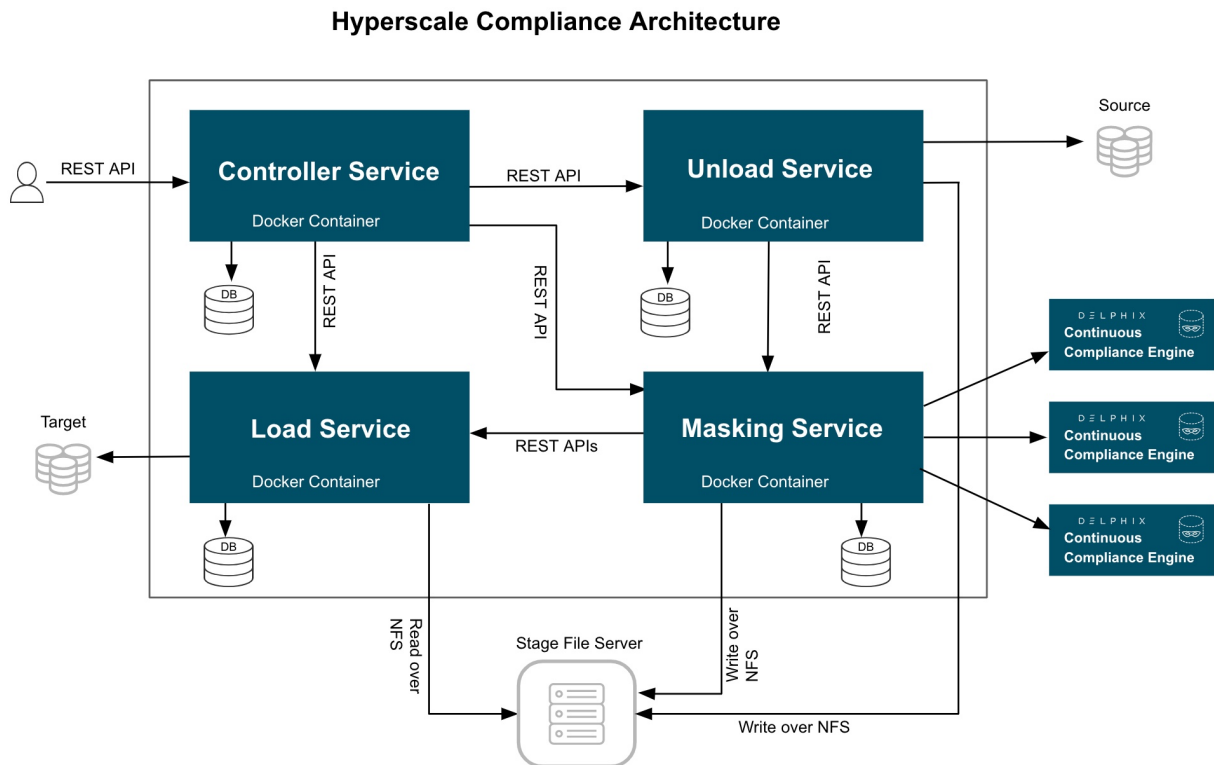 Hyperscale Compliance Architecture
Source
REST API
Controller Service
Docker Container
REST API
Unload Service
Docker Container
DB
REST API
REST
API
DB
REST API
DELPHIX
Continuous
Compliance Engine
Target
Load Service
Docker Container
REST APIs
Masking Service
Docker Container
DELPHIX
Continuous
Compliance Engine
DELPHIX
Continuous
Compliance Engine
DB
DB
Read over
NFS
Stage File Server
Write over
NFS
Write over NFS